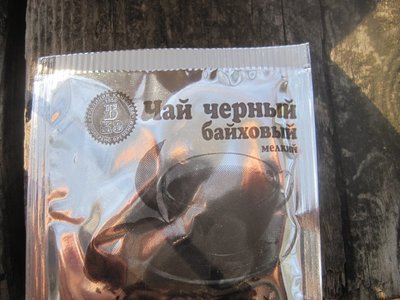 Чай черный
байховый
мелкий